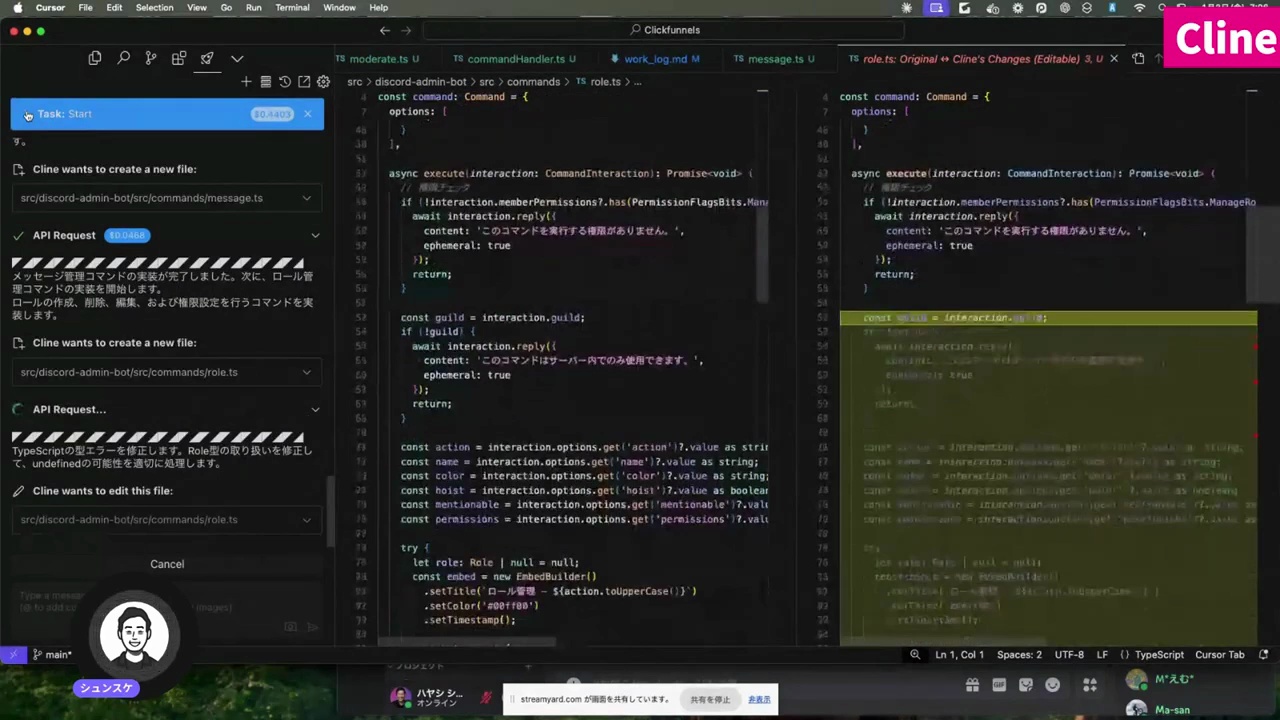 Cursor File Edit Selection View Go Run Terminal Window Help
Cline
Clickfunnels
moderate.ts U
commandHandler.ts U
work_log.md M
message.ts U
role.ts: Original ↔ Cline's Changes (Editable) 3, U
src > discord-admin-bot > src > commands > role.ts > ...
Task: Start
$0.4403
す。
Cline wants to create a new file:
src/discord-admin-bot/src/commands/message.ts
API Request
$0.0468
メッセージ管理コマンドの実装が完了しました。次に、ロール管
理コマンドの実装を開始します。
ロールの作成、削除、編集、および権限設定を行うコマンドを実
装します。
Cline wants to create a new file:
src/discord-admin-bot/src/commands/role.ts
API Request...
TypeScriptの型エラーを修正します。Role型の取り扱いを修正し
て、undefinedの可能性を適切に処理します。
Cline wants to edit this file:
src/discord-admin-bot/src/commands/role.ts
Cancel
Type a message
シュンスケ
main*
const command: Command = {
options: [
}
],
async execute(interaction: CommandInteraction): Promise<void> {
// 権限チェック
if (!interaction.memberPermissions?.has(PermissionFlagsBits.Mana
await interaction.reply({
content: 'このコマンドを実行する権限がありません。',
ephemeral: true
});
return;
}
const guild = interaction.guild;
if (!guild) {
await interaction.reply({
content: 'このコマンドはサーバー内でのみ使用できます。',
ephemeral: true
});
return;
}
const action = interaction.options.get('action')?.value as strin
const name = interaction.options.get('name')?.value as string;
const color = interaction.options.get('color')?.value as string;
const hoist = interaction.options.get('hoist')?.value as boolean
const mentionable = interaction.options.get('mentionable')?.valu
const permissions = interaction.options.get('permissions')?.valu
try {
let role: Role | null = null;
const embed = new EmbedBuilder()
.setTitle(`ロール管理 - ${action.toUpperCase()}`)
.setColor('#00ff00')
.setTimestamp();
const command: Command = {
options: [
}
],
async execute(interaction: CommandInteraction): Promise<void> {
// 権限チェック
if (!interaction.memberPermissions?.has(PermissionFlagsBits.ManageRo
await interaction.reply({
content: 'このコマンドを実行する権限がありません。',
ephemeral: true
});
return;
}
const guild = interaction.guild;
Ln 1, Col 1
Spaces: 2
UTF-8
LF
{} TypeScript
Cursor Tab
ハヤシ シ...
オンライン
streamyard.com が画面を共有しています。
共有を停止
非表示
M*えむ*
Ma-san